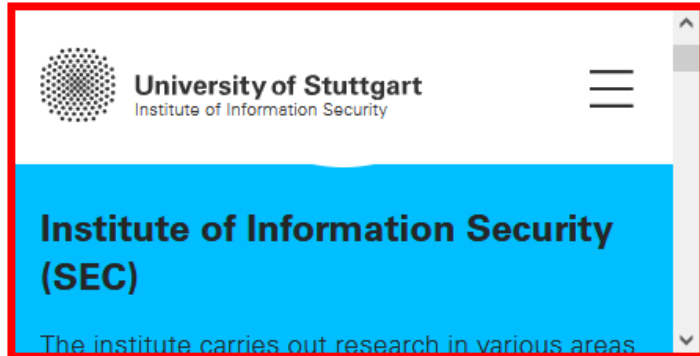 University of Stuttgart
Institute of Information Security
Institute of Information Security
(SEC)
The institute carries out research in various areas